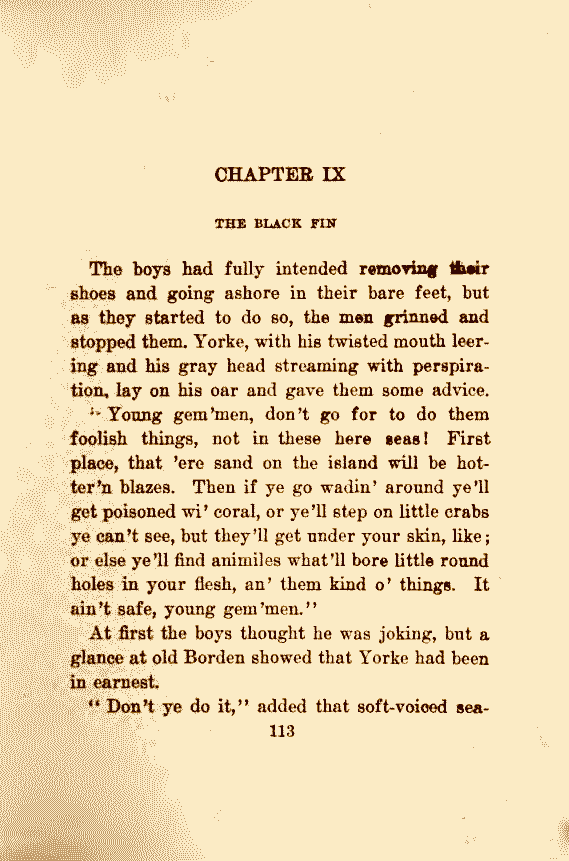 CHAPTER IX
THE BLACK FIN
The boys had fully intended removing their
shoes and going ashore in their bare feet, but
as they started to do so, the men grinned and
stopped them. Yorke, with his twisted mouth leer-
ing and his gray head streaming with perspira-
tion, lay on his oar and gave them some advice.
“Young gem'men, don't go for to do them
foolish things, not in these here seas! First
place, that 'ere sand on the island will be hot-
ter'n blazes. Then if ye go wadin' around ye'll
get poisoned wi' coral, or ye'll step on little crabs
ye can't see, but they'll get under your skin, like;
or else ye'll find animiles what'll bore little round
holes in your flesh, an' them kind o' things. It
ain't safe, young gem'men.”
At first the boys thought he was joking, but a
glance at old Borden showed that Yorke had been
in earnest.
“Don't ye do it,” added that soft-voiced sea-
113